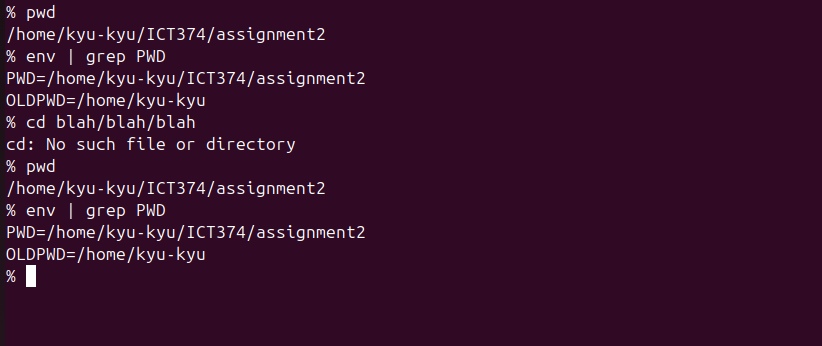 % pwd
/home/kyu-kyu/ICT374/assignment2
% env | grep PWD
PWD=/home/kyu-kyu/ICT374/assignment2
OLDPWD=/home/kyu-kyu
% cd blah/blah/blah
cd: No such file or directory
% pwd
/home/kyu-kyu/ICT374/assignment2
% env | grep PWD
PWD=/home/kyu-kyu/ICT374/assignment2
OLDPWD=/home/kyu-kyu
%